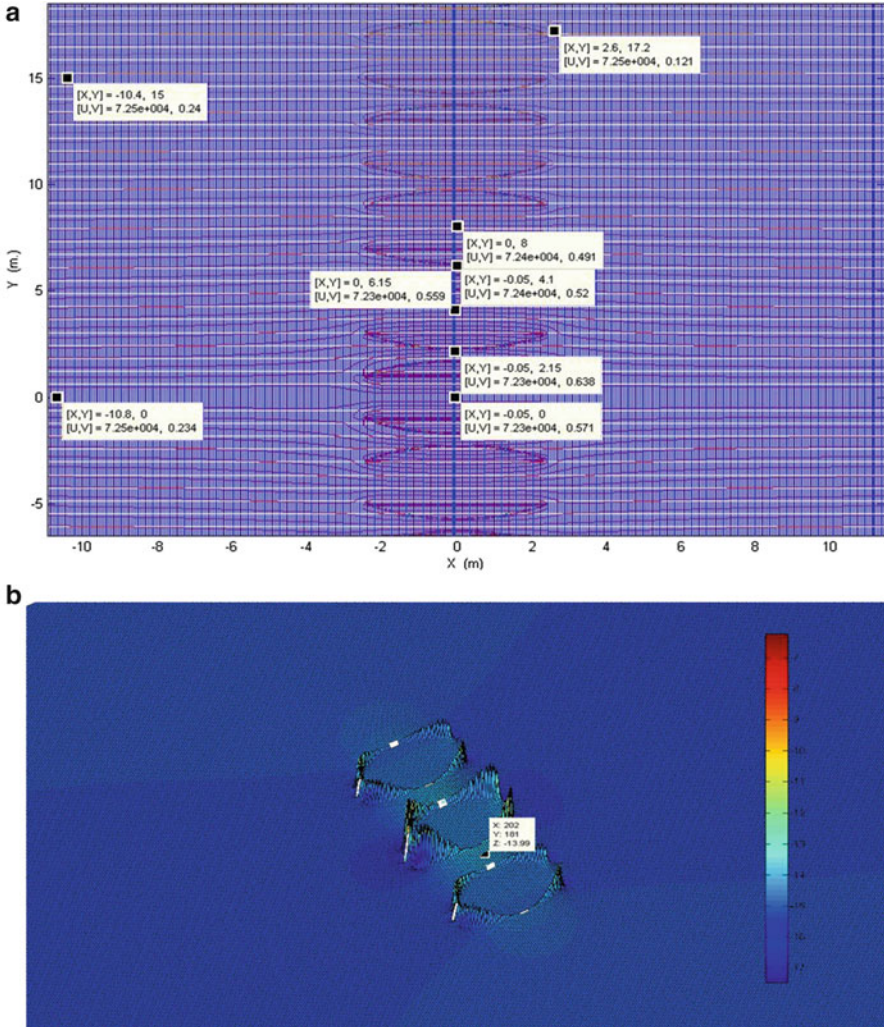 a
15
10
5
0
-5
Y (m.)
[X,Y] = -10.4, 15
[U,V] = 7.25e+004, 0.24
[X,Y] = 2.6, 17.2
[U,V] = 7.25e+004, 0.121
[X,Y] = 0, 8
[U,V] = 7.24e+004, 0.491
[X,Y] = 0, 6.15
[U,V] = 7.23e+004, 0.559
[X,Y] = -0.05, 4.1
[U,V] = 7.24e+004, 0.52
[X,Y] = -0.05, 2.15
[U,V] = 7.23e+004, 0.638
[X,Y] = -10.8, 0
[U,V] = 7.25e+004, 0.234
[X,Y] = -0.05, 0
[U,V] = 7.23e+004, 0.571
-10 -8 -6 -4 -2 0 2 4 6 8 10
X (m)
b
X: 202
Y: 181
Z: -13.99